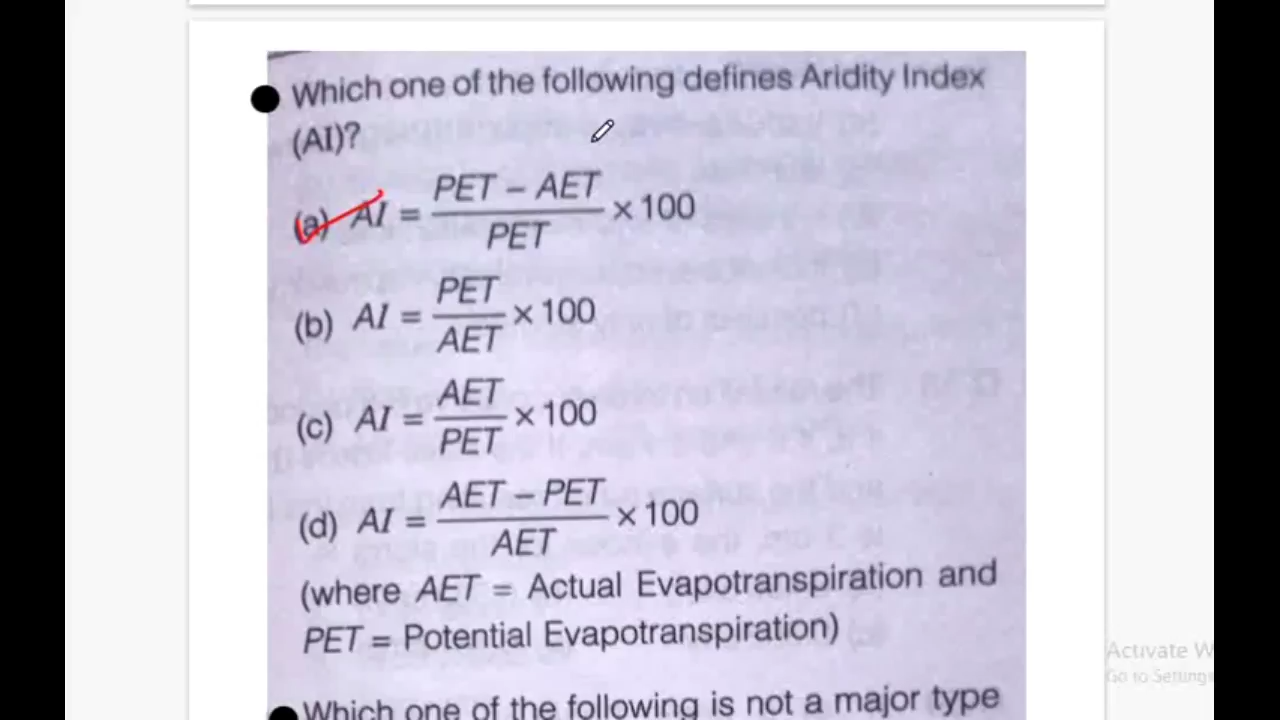 Which one of the following defines Aridity Index
(AI)?
(a) AI = (PET − AET) / PET × 100
(b) AI = PET / AET × 100
(c) AI = AET / PET × 100
(d) AI = (AET − PET) / AET × 100
(where AET = Actual Evapotranspiration and
PET = Potential Evapotranspiration)
Which one of the following is not a major type
Activate W
Go to Settings